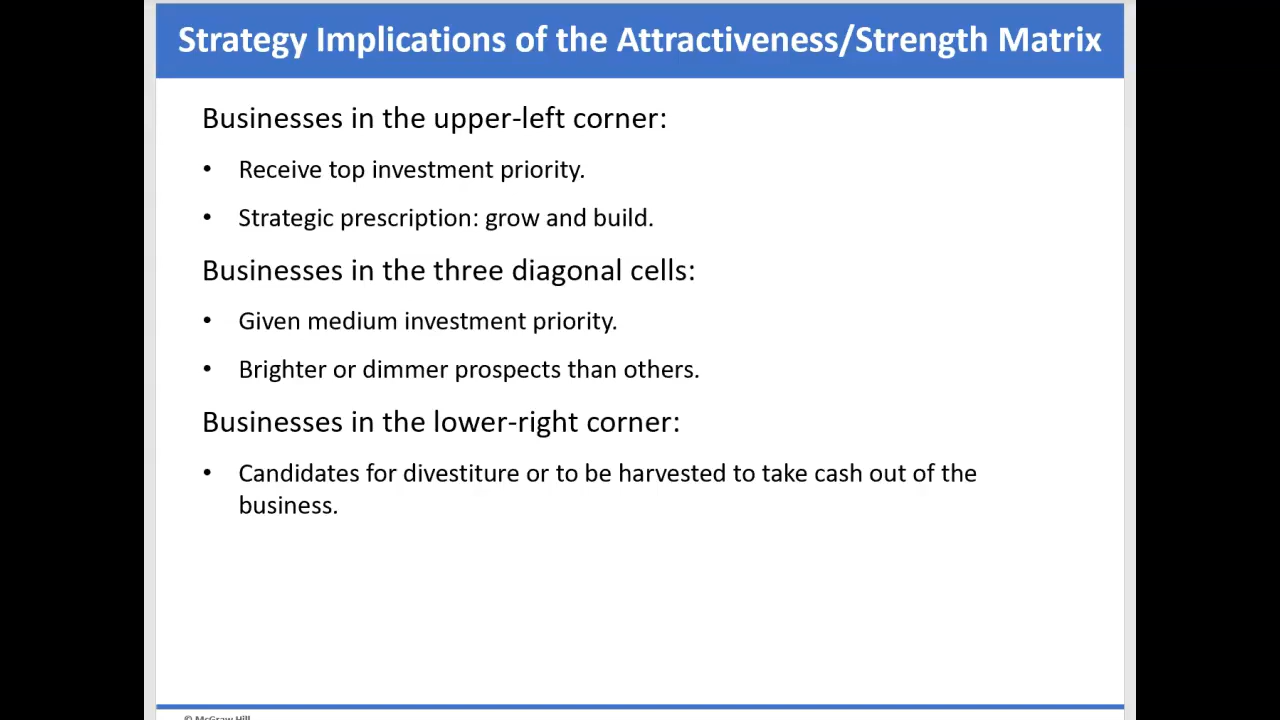 Strategy Implications of the Attractiveness/Strength Matrix
Businesses in the upper-left corner:
• Receive top investment priority.
• Strategic prescription: grow and build.
Businesses in the three diagonal cells:
• Given medium investment priority.
• Brighter or dimmer prospects than others.
Businesses in the lower-right corner:
• Candidates for divestiture or to be harvested to take cash out of the
business.
© McGraw Hill